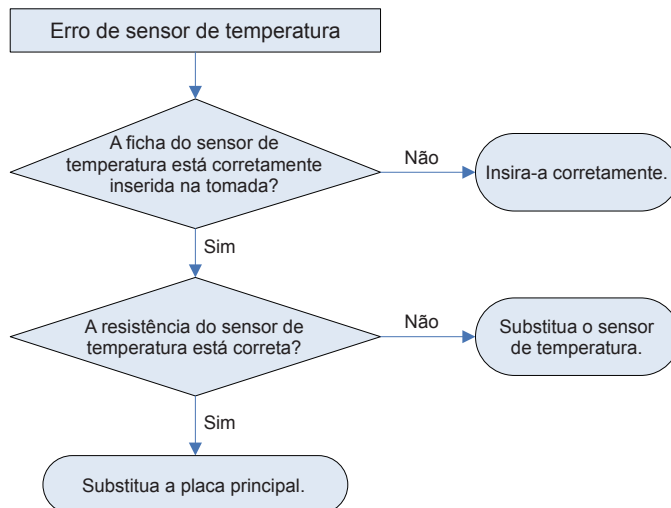 Erro de sensor de temperatura
A ficha do sensor de
temperatura está corretamente
inserida na tomada?
Não
Insira-a corretamente.
Sim
A resistência do sensor de
temperatura está correta?
Não
Substitua o sensor
de temperatura.
Sim
Substitua a placa principal.